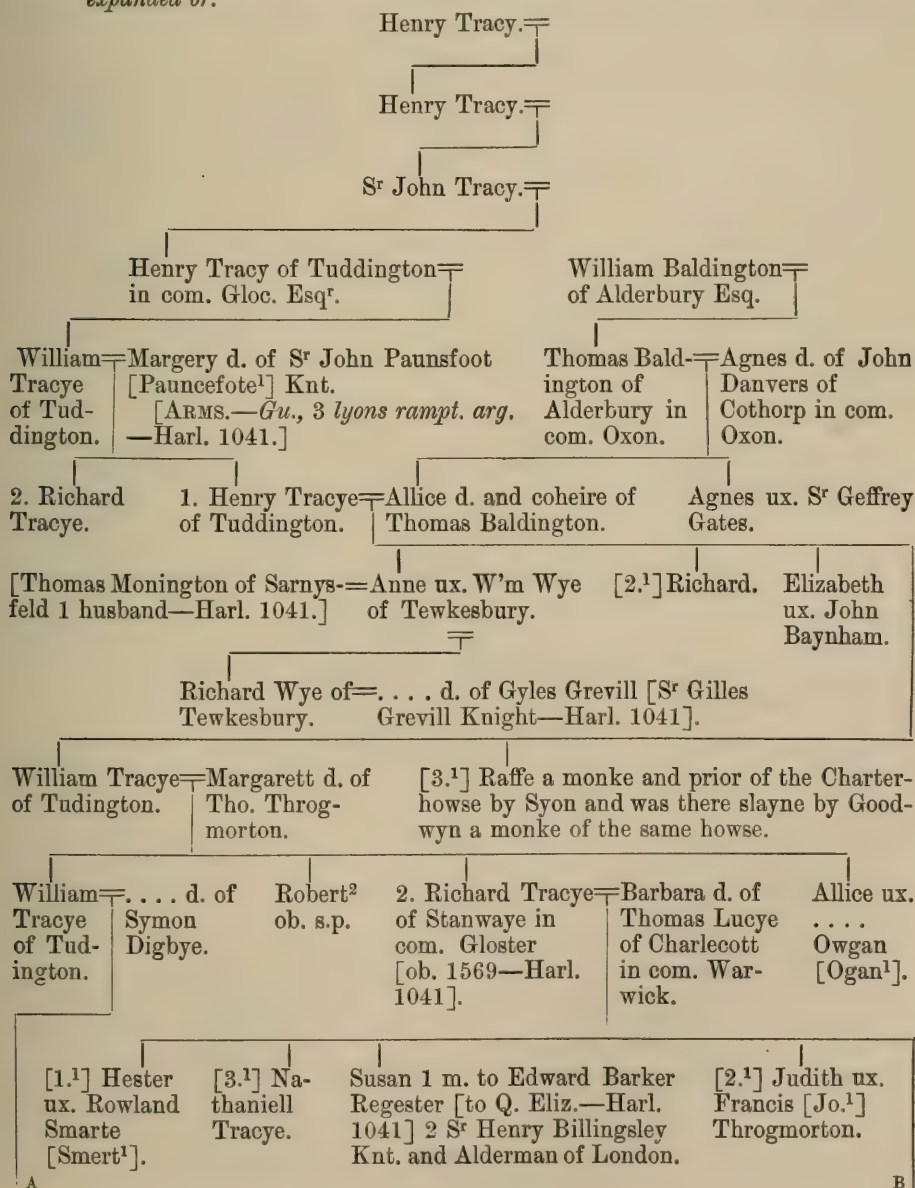 expanded or.
Henry Tracy.
Henry Tracy.
Sʳ John Tracy.
Henry Tracy of Tuddington
in com. Gloc. Esqʳ.
William Baldington
of Alderbury Esq.
William
Tracye
of Tud-
dington.
Margery d. of Sʳ John Paunsfoot
[Pauncefote¹] Knt.
[ARMS.—Gu., 3 lyons rampt. arg.
—Harl. 1041.]
Thomas Bald-
ington of
Alderbury in
com. Oxon.
Agnes d. of John
Danvers of
Cothorp in com.
Oxon.
2. Richard
Tracye.
1. Henry Tracye
of Tuddington.
Allice d. and coheire of
Thomas Baldington.
Agnes ux. Sʳ Geffrey
Gates.
[Thomas Monington of Sarnys-
feld 1 husband—Harl. 1041.]
Anne ux. W'm Wye
of Tewkesbury.
[2.¹] Richard.
Elizabeth
ux. John
Baynham.
Richard Wye of
Tewkesbury.
. . . . d. of Gyles Grevill [Sʳ Gilles
Grevill Knight—Harl. 1041].
William Tracye
of Tudington.
Margarett d. of
Tho. Throg-
morton.
[3.¹] Raffe a monke and prior of the Charter-
howse by Syon and was there slayne by Good-
wyn a monke of the same howse.
William
Tracye
of Tud-
ington.
. . . . d. of
Symon
Digbye.
Robert²
ob. s.p.
2. Richard Tracye
of Stanwaye in
com. Gloster
[ob. 1569—Harl.
1041].
Barbara d. of
Thomas Lucye
of Charlecott
in com. War-
wick.
Allice ux.
. . . .
Owgan
[Ogan¹].
[1.¹] Hester
ux. Rowland
Smarte
[Smert¹].
[3.¹] Na-
thaniell
Tracye.
Susan 1 m. to Edward Barker
Regester [to Q. Eliz.—Harl.
1041] 2 Sʳ Henry Billingsley
Knt. and Alderman of London.
[2.¹] Judith ux.
Francis [Jo.¹]
Throgmorton.
A
B